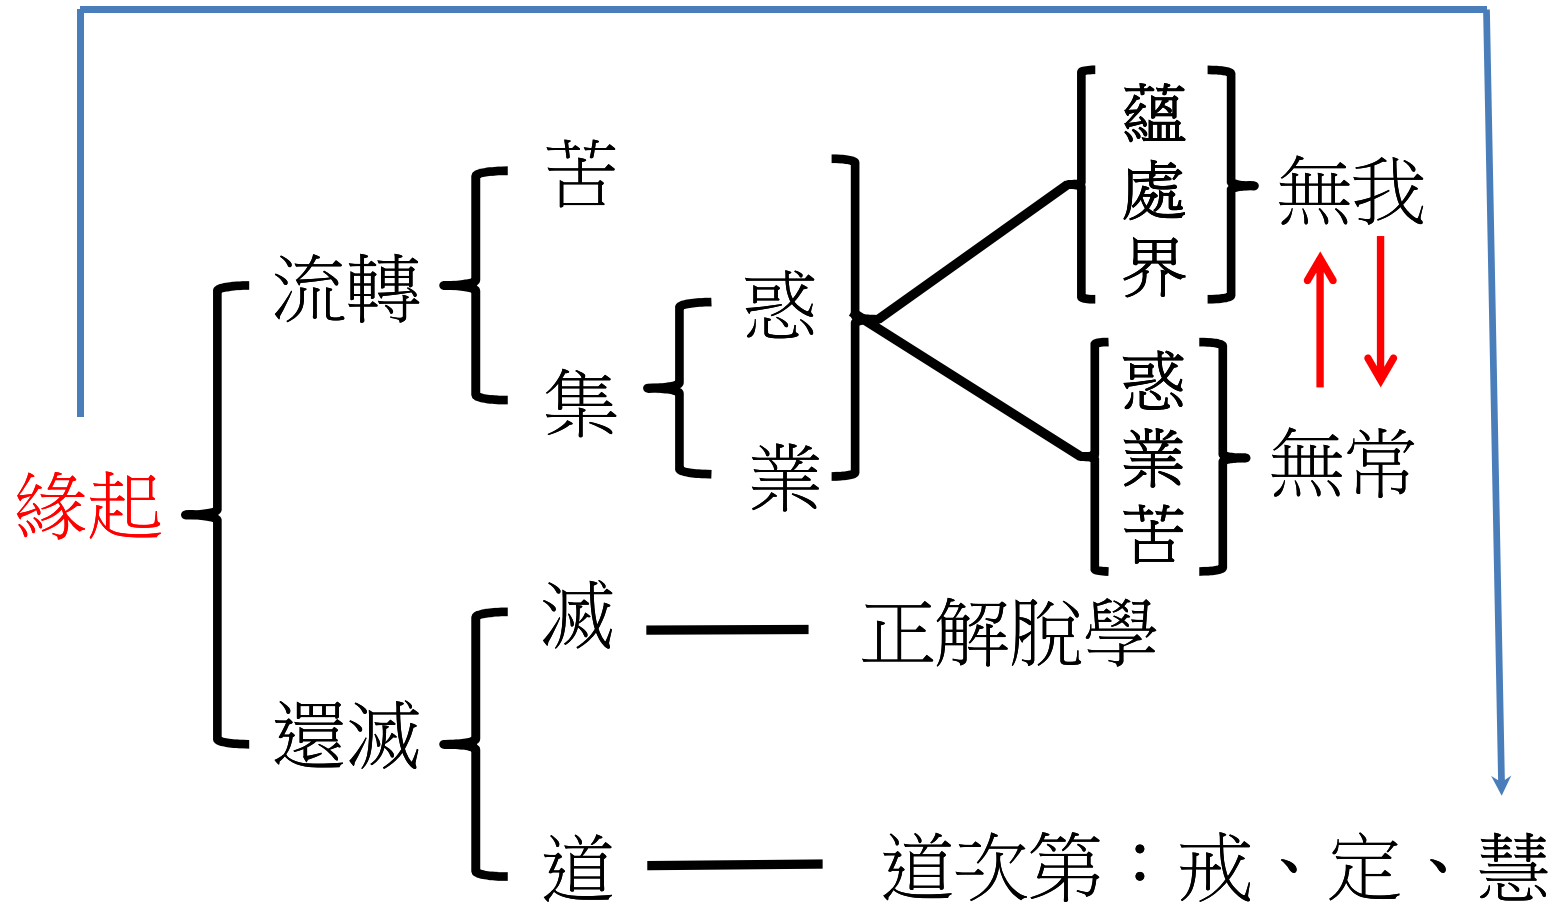 緣起
流轉
苦
集
惑
業
蘊
處
界
無我
惑
業
苦
無常
還滅
滅
正解脫學
道
道次第：戒、定、慧